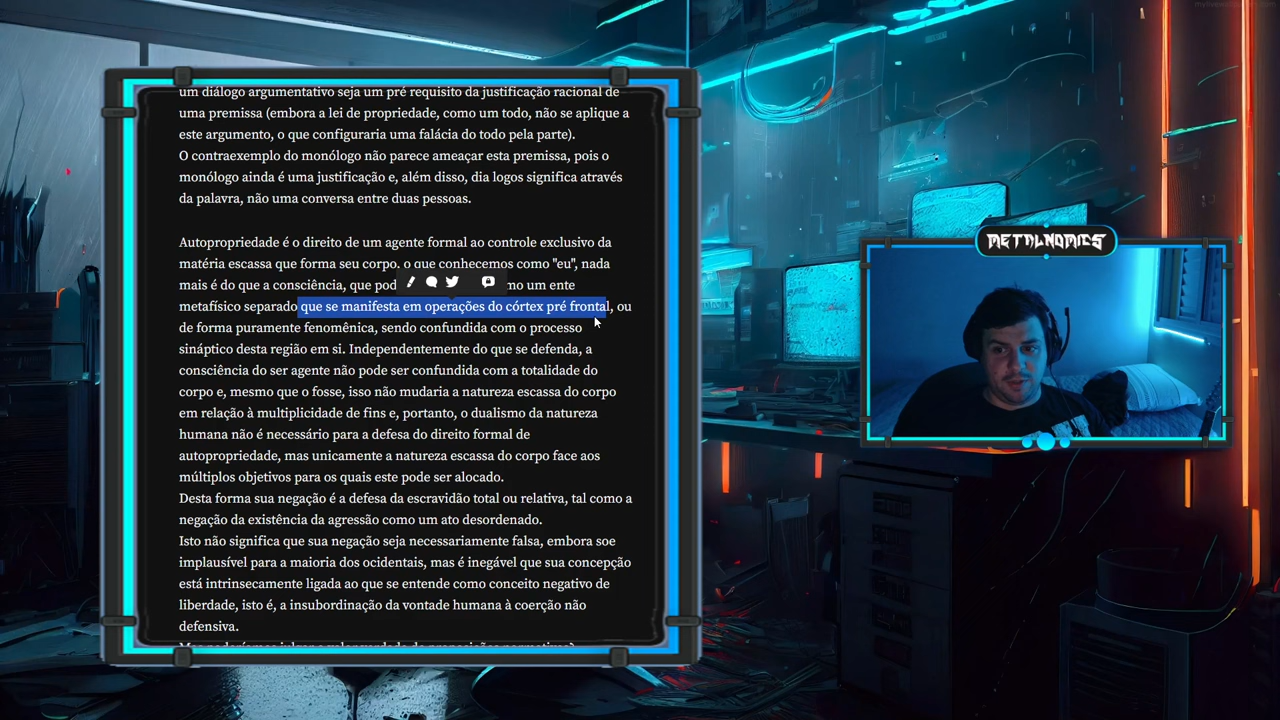 um diálogo argumentativo seja um pré requisito da justificação racional de
uma premissa (embora a lei de propriedade, como um todo, não se aplique a
este argumento, o que configuraria uma falácia do todo pela parte).
O contraexemplo do monólogo não parece ameaçar esta premissa, pois o
monólogo ainda é uma justificação e, além disso, dia logos significa através
da palavra, não uma conversa entre duas pessoas.
Autopropriedade é o direito de um agente formal ao controle exclusivo da
matéria escassa que forma seu corpo. o que conhecemos como "eu", nada
mais é do que a consciência, que pod mo um ente
metafísico separado que se manifesta em operações do córtex pré frontal, ou
de forma puramente fenomênica, sendo confundida com o processo
sináptico desta região em si. Independentemente do que se defenda, a
consciência do ser agente não pode ser confundida com a totalidade do
corpo e, mesmo que o fosse, isso não mudaria a natureza escassa do corpo
em relação à multiplicidade de fins e, portanto, o dualismo da natureza
humana não é necessário para a defesa do direito formal de
autopropriedade, mas unicamente a natureza escassa do corpo face aos
múltiplos objetivos para os quais este pode ser alocado.
Desta forma sua negação é a defesa da escravidão total ou relativa, tal como a
negação da existência da agressão como um ato desordenado.
Isto não significa que sua negação seja necessariamente falsa, embora soe
implausível para a maioria dos ocidentais, mas é inegável que sua concepção
está intrinsecamente ligada ao que se entende como conceito negativo de
liberdade, isto é, a insubordinação da vontade humana à coerção não
defensiva.
METALNOMICS